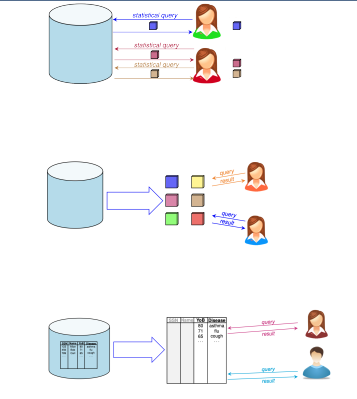 statistical query
statistical query
statistical query
query
result
query
result
SSN Name YoB Disease
80 asthma
71 flu
65 cough
... ...
query
result
query
result